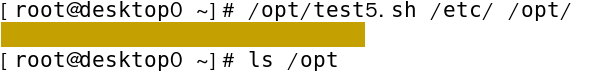 [root@desktop0 ~]# /opt/test5.sh /etc/ /opt/
[root@desktop0 ~]# ls /opt